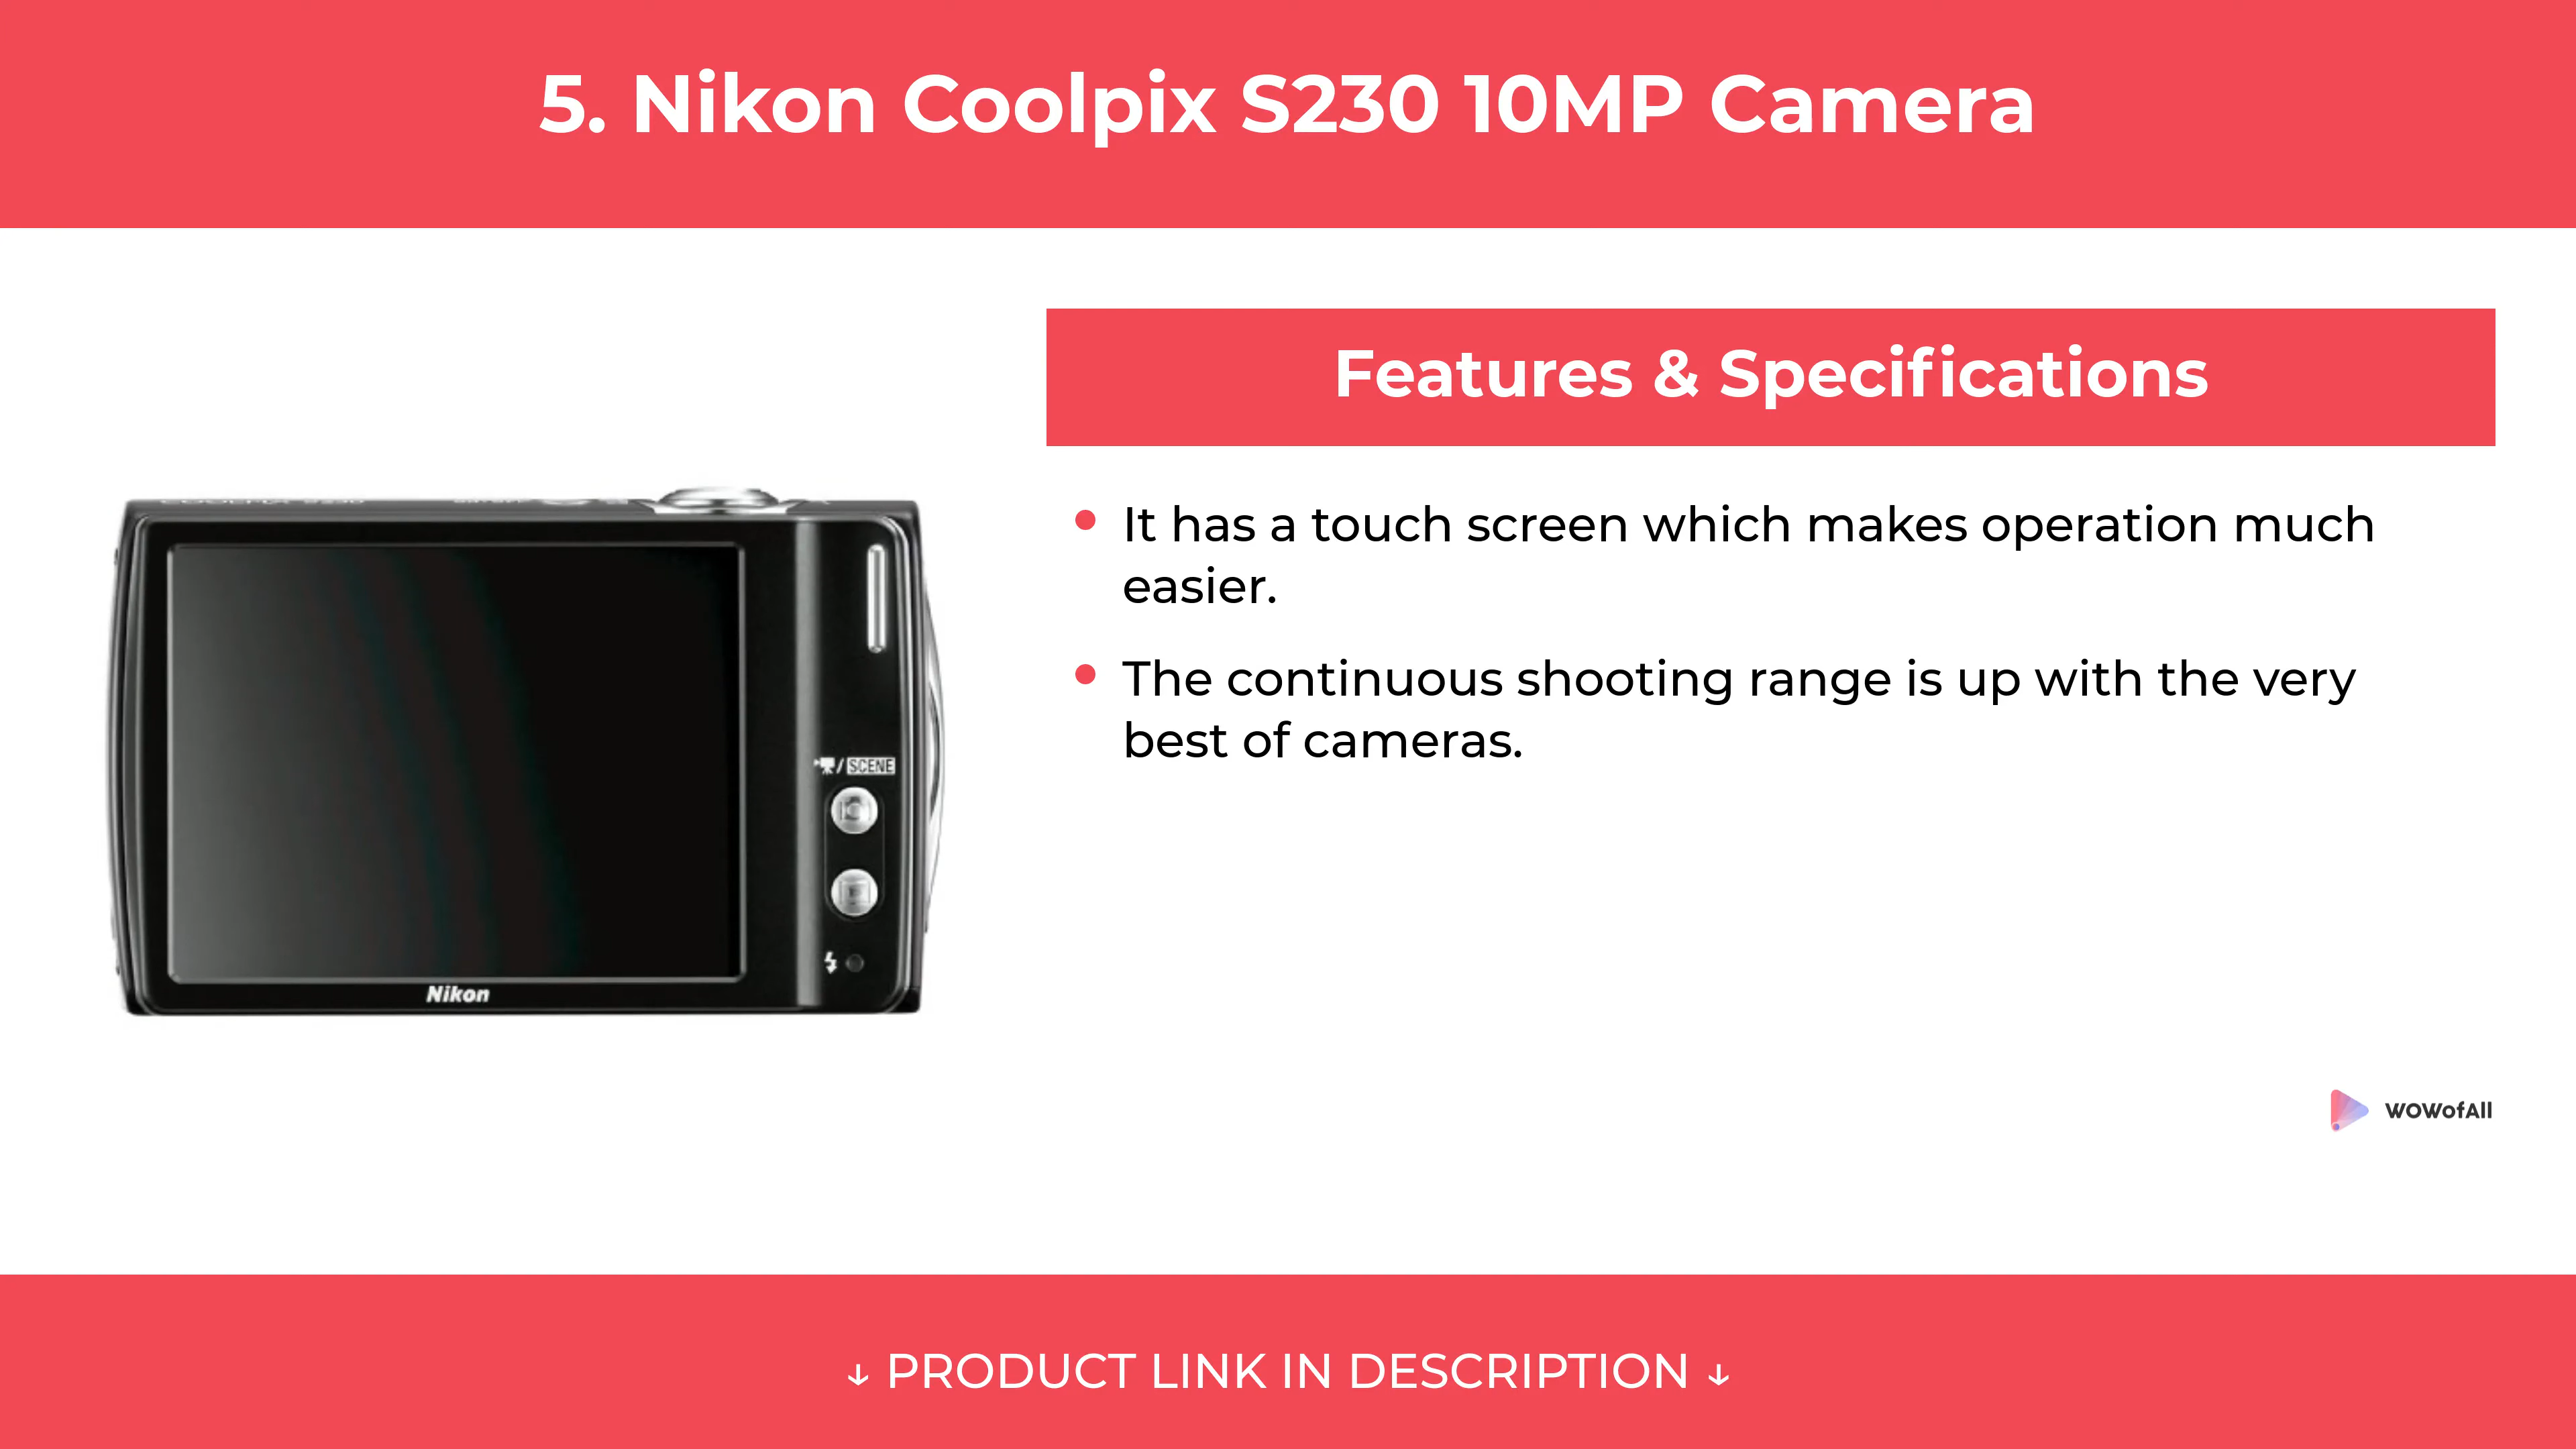 5. Nikon Coolpix S230 10MP Camera
Features & Specifications
• It has a touch screen which makes operation much
easier.
• The continuous shooting range is up with the very
best of cameras.
SCENE
Nikon
wowofAll
↓ PRODUCT LINK IN DESCRIPTION ↓